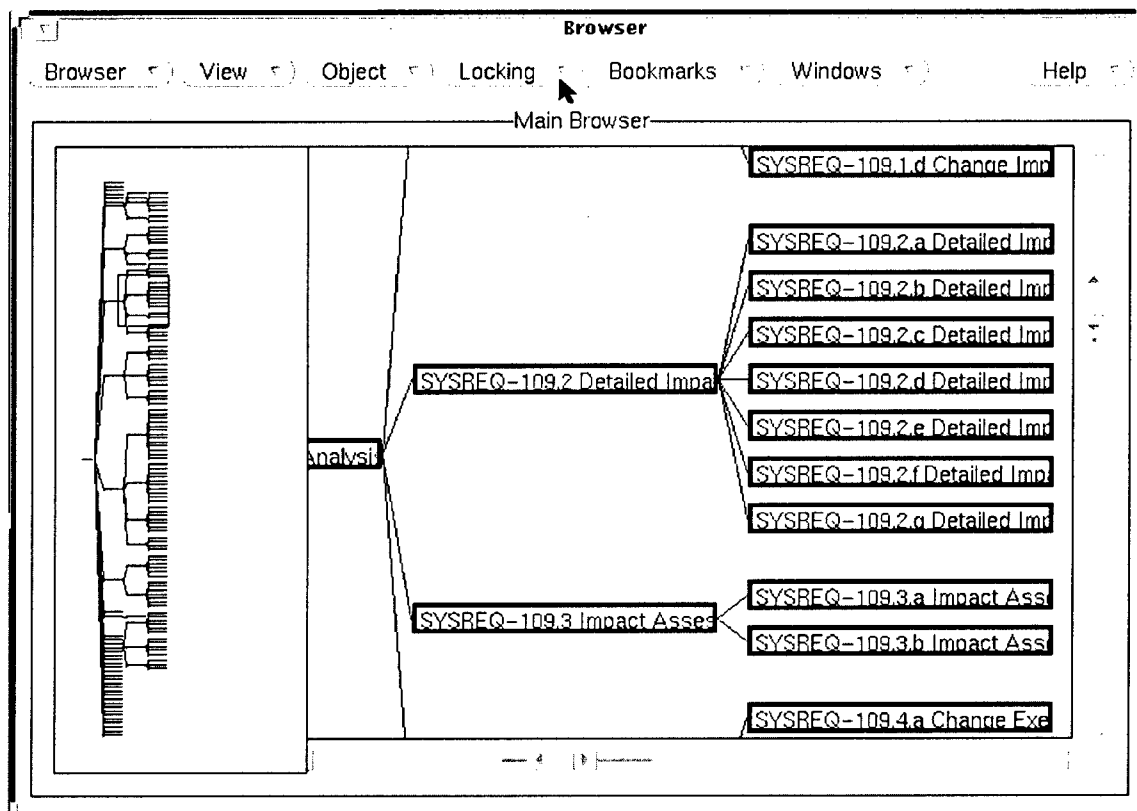 Browser
Browser View Object Locking Bookmarks Windows Help
Main Browser
SYSREQ-109.1.d Change Imp
SYSREQ-109.2.a Detailed Imp
SYSREQ-109.2.b Detailed Imp
SYSREQ-109.2.c Detailed Imp
SYSREQ-109.2 Detailed Impa
SYSREQ-109.2.d Detailed Imp
SYSREQ-109.2.e Detailed Imp
Analysis
SYSREQ-109.2.f Detailed Impa
SYSREQ-109.2.g Detailed Imp
SYSREQ-109.3.a Impact Asse
SYSREQ-109.3 Impact Asses
SYSREQ-109.3.b Impact Asse
SYSREQ-109.4.a Change Exe